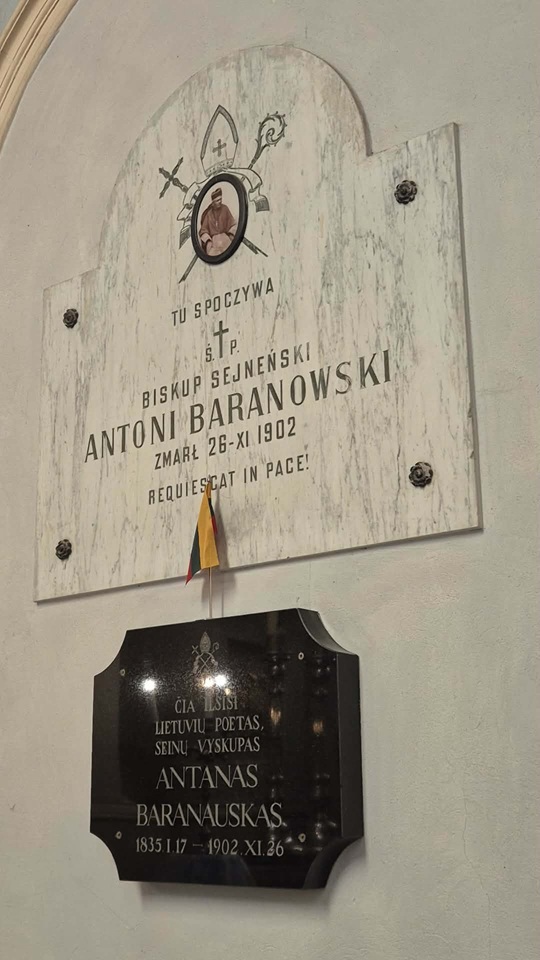 TU SPOCZYWA
Ś. P.
BISKUP SEJNEŃSKI
ANTONI BARANOWSKI
ZMARŁ 26-XI 1902
REQUIESCAT IN PACE!
ČIA ILSISI
LIETUVIŲ POETAS,
SEINŲ VYSKUPAS
ANTANAS
BARANAUSKAS
1835.I.17 — 1902.XI.26